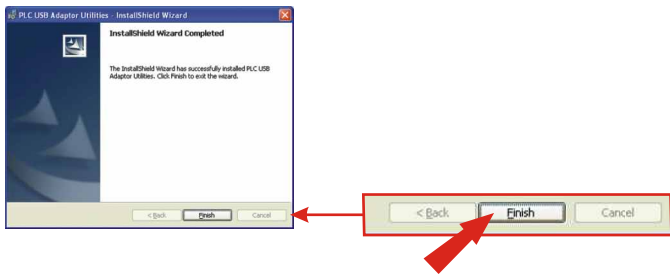 PLC USB Adaptor Utilities - InstallShield Wizard
InstallShield Wizard Completed
The InstallShield Wizard has successfully installed PLC USB
Adaptor Utilities. Click Finish to exit the wizard.
< Back Finish Cancel
< Back Finish Cancel